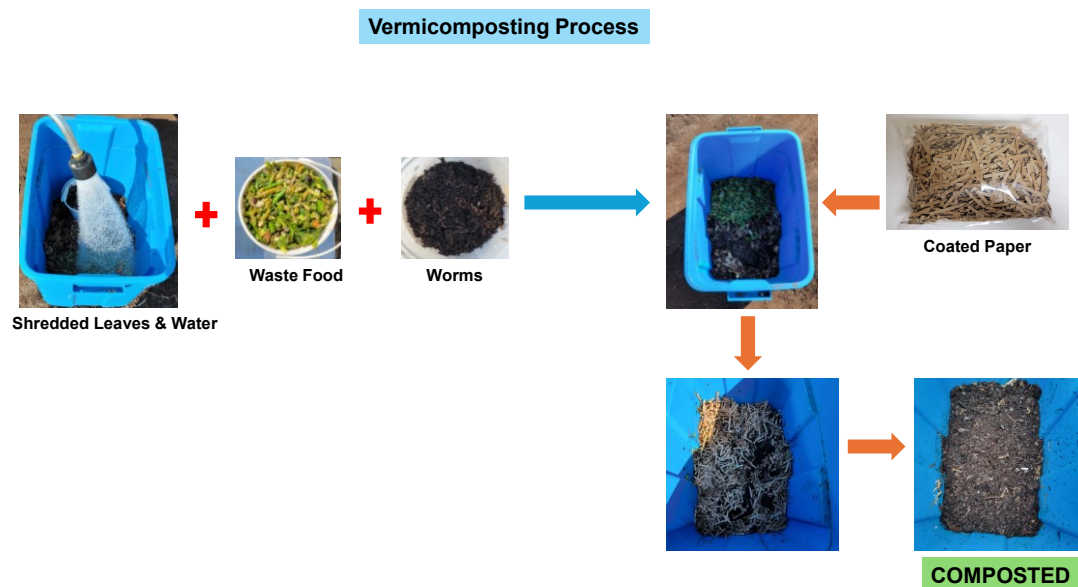 Vermicomposting Process
Waste Food
Worms
Coated Paper
Shredded Leaves & Water
COMPOSTED